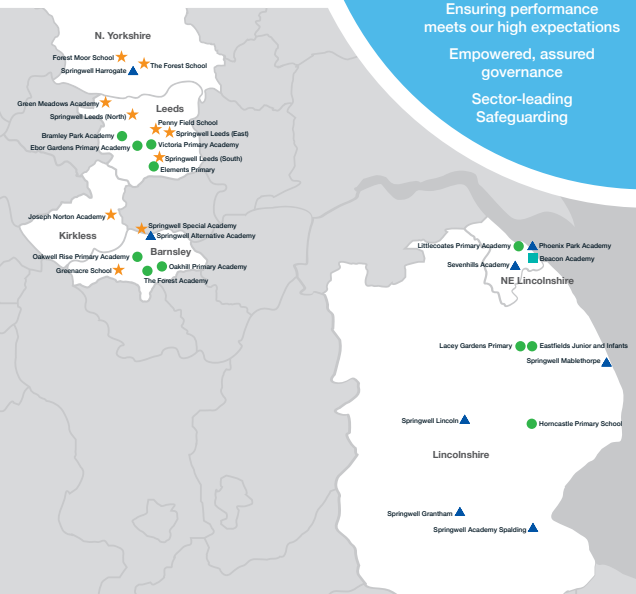 Ensuring performance
meets our high expectations
Empowered, assured
governance
Sector-leading
Safeguarding
N. Yorkshire
Forest Moor School
The Forest School
Springwell Harrogate
Green Meadows Academy
Leeds
Springwell Leeds (North)
Penny Field School
Springwell Leeds (East)
Bramley Park Academy
Victoria Primary Academy
Ebor Gardens Primary Academy
Springwell Leeds (South)
Elements Primary
Joseph Norton Academy
Springwell Special Academy
Kirkless
Springwell Alternative Academy
Barnsley
Oakwell Rise Primary Academy
Oakhill Primary Academy
Greenacre School
The Forest Academy
Littlecoates Primary Academy
Phoenix Park Academy
Beacon Academy
Sevenhills Academy
NE Lincolnshire
Lacey Gardens Primary
Eastfields Junior and Infants
Springwell Mablethorpe
Springwell Lincoln
Horncastle Primary School
Lincolnshire
Springwell Grantham
Springwell Academy Spalding